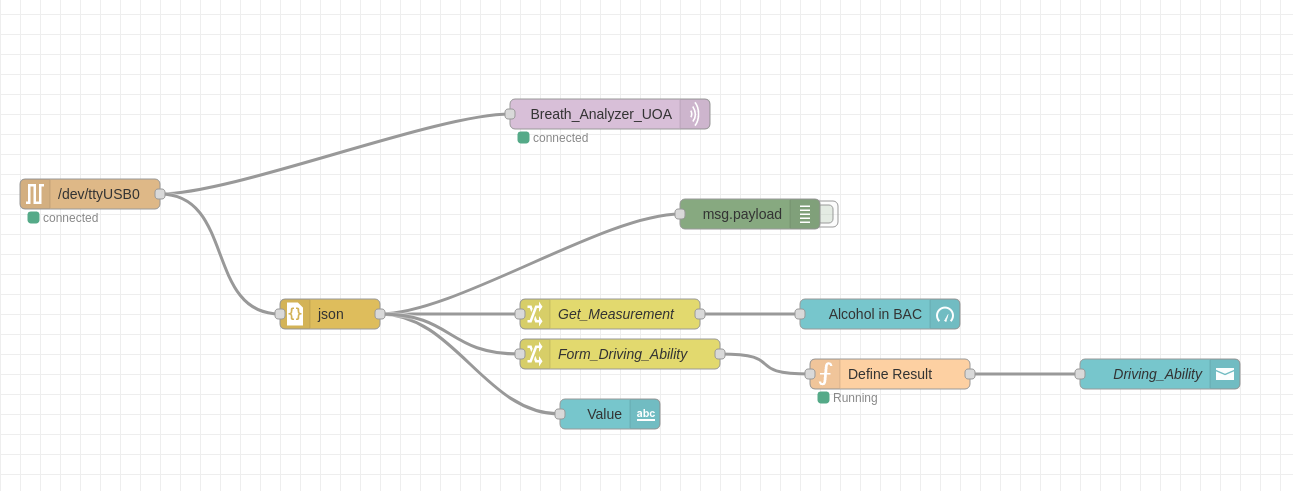 Breath_Analyzer_UOA
connected
/dev/ttyUSB0
connected
msg.payload
{}
json
Get_Measurement
Alcohol in BAC
Form_Driving_Ability
Define Result
Running
Driving_Ability
Value
abc